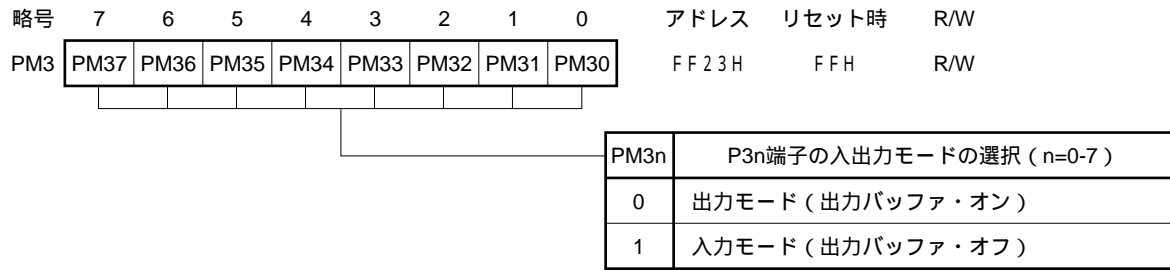 略号 7 6 5 4 3 2 1 0 アドレス リセット時 R/W
PM3 PM37 PM36 PM35 PM34 PM33 PM32 PM31 PM30 FF23H FFH R/W
PM3n P3n端子の入出力モードの選択（n=0-7）
0 出力モード（出力バッファ・オン）
1 入力モード（出力バッファ・オフ）